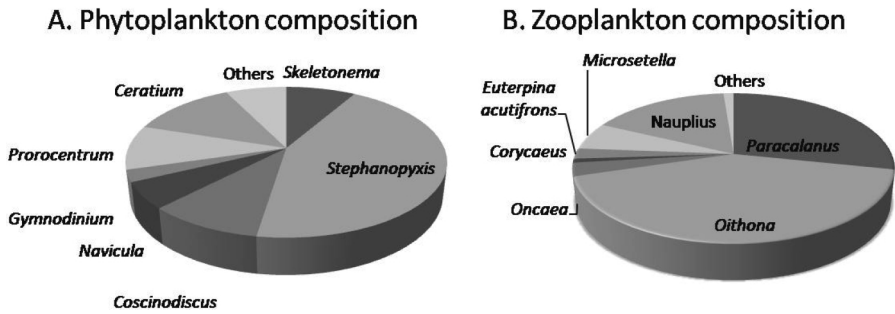 A. Phytoplankton composition
Others
Skeletonema
Ceratium
Prorocentrum
Stephanopyxis
Gymnodinium
Navicula
Coscinodiscus
B. Zooplankton composition
Microsetella
Others
Euterpina
acutifrons
Nauplius
Paracalanus
Corycaeus
Oncaea
Oithona